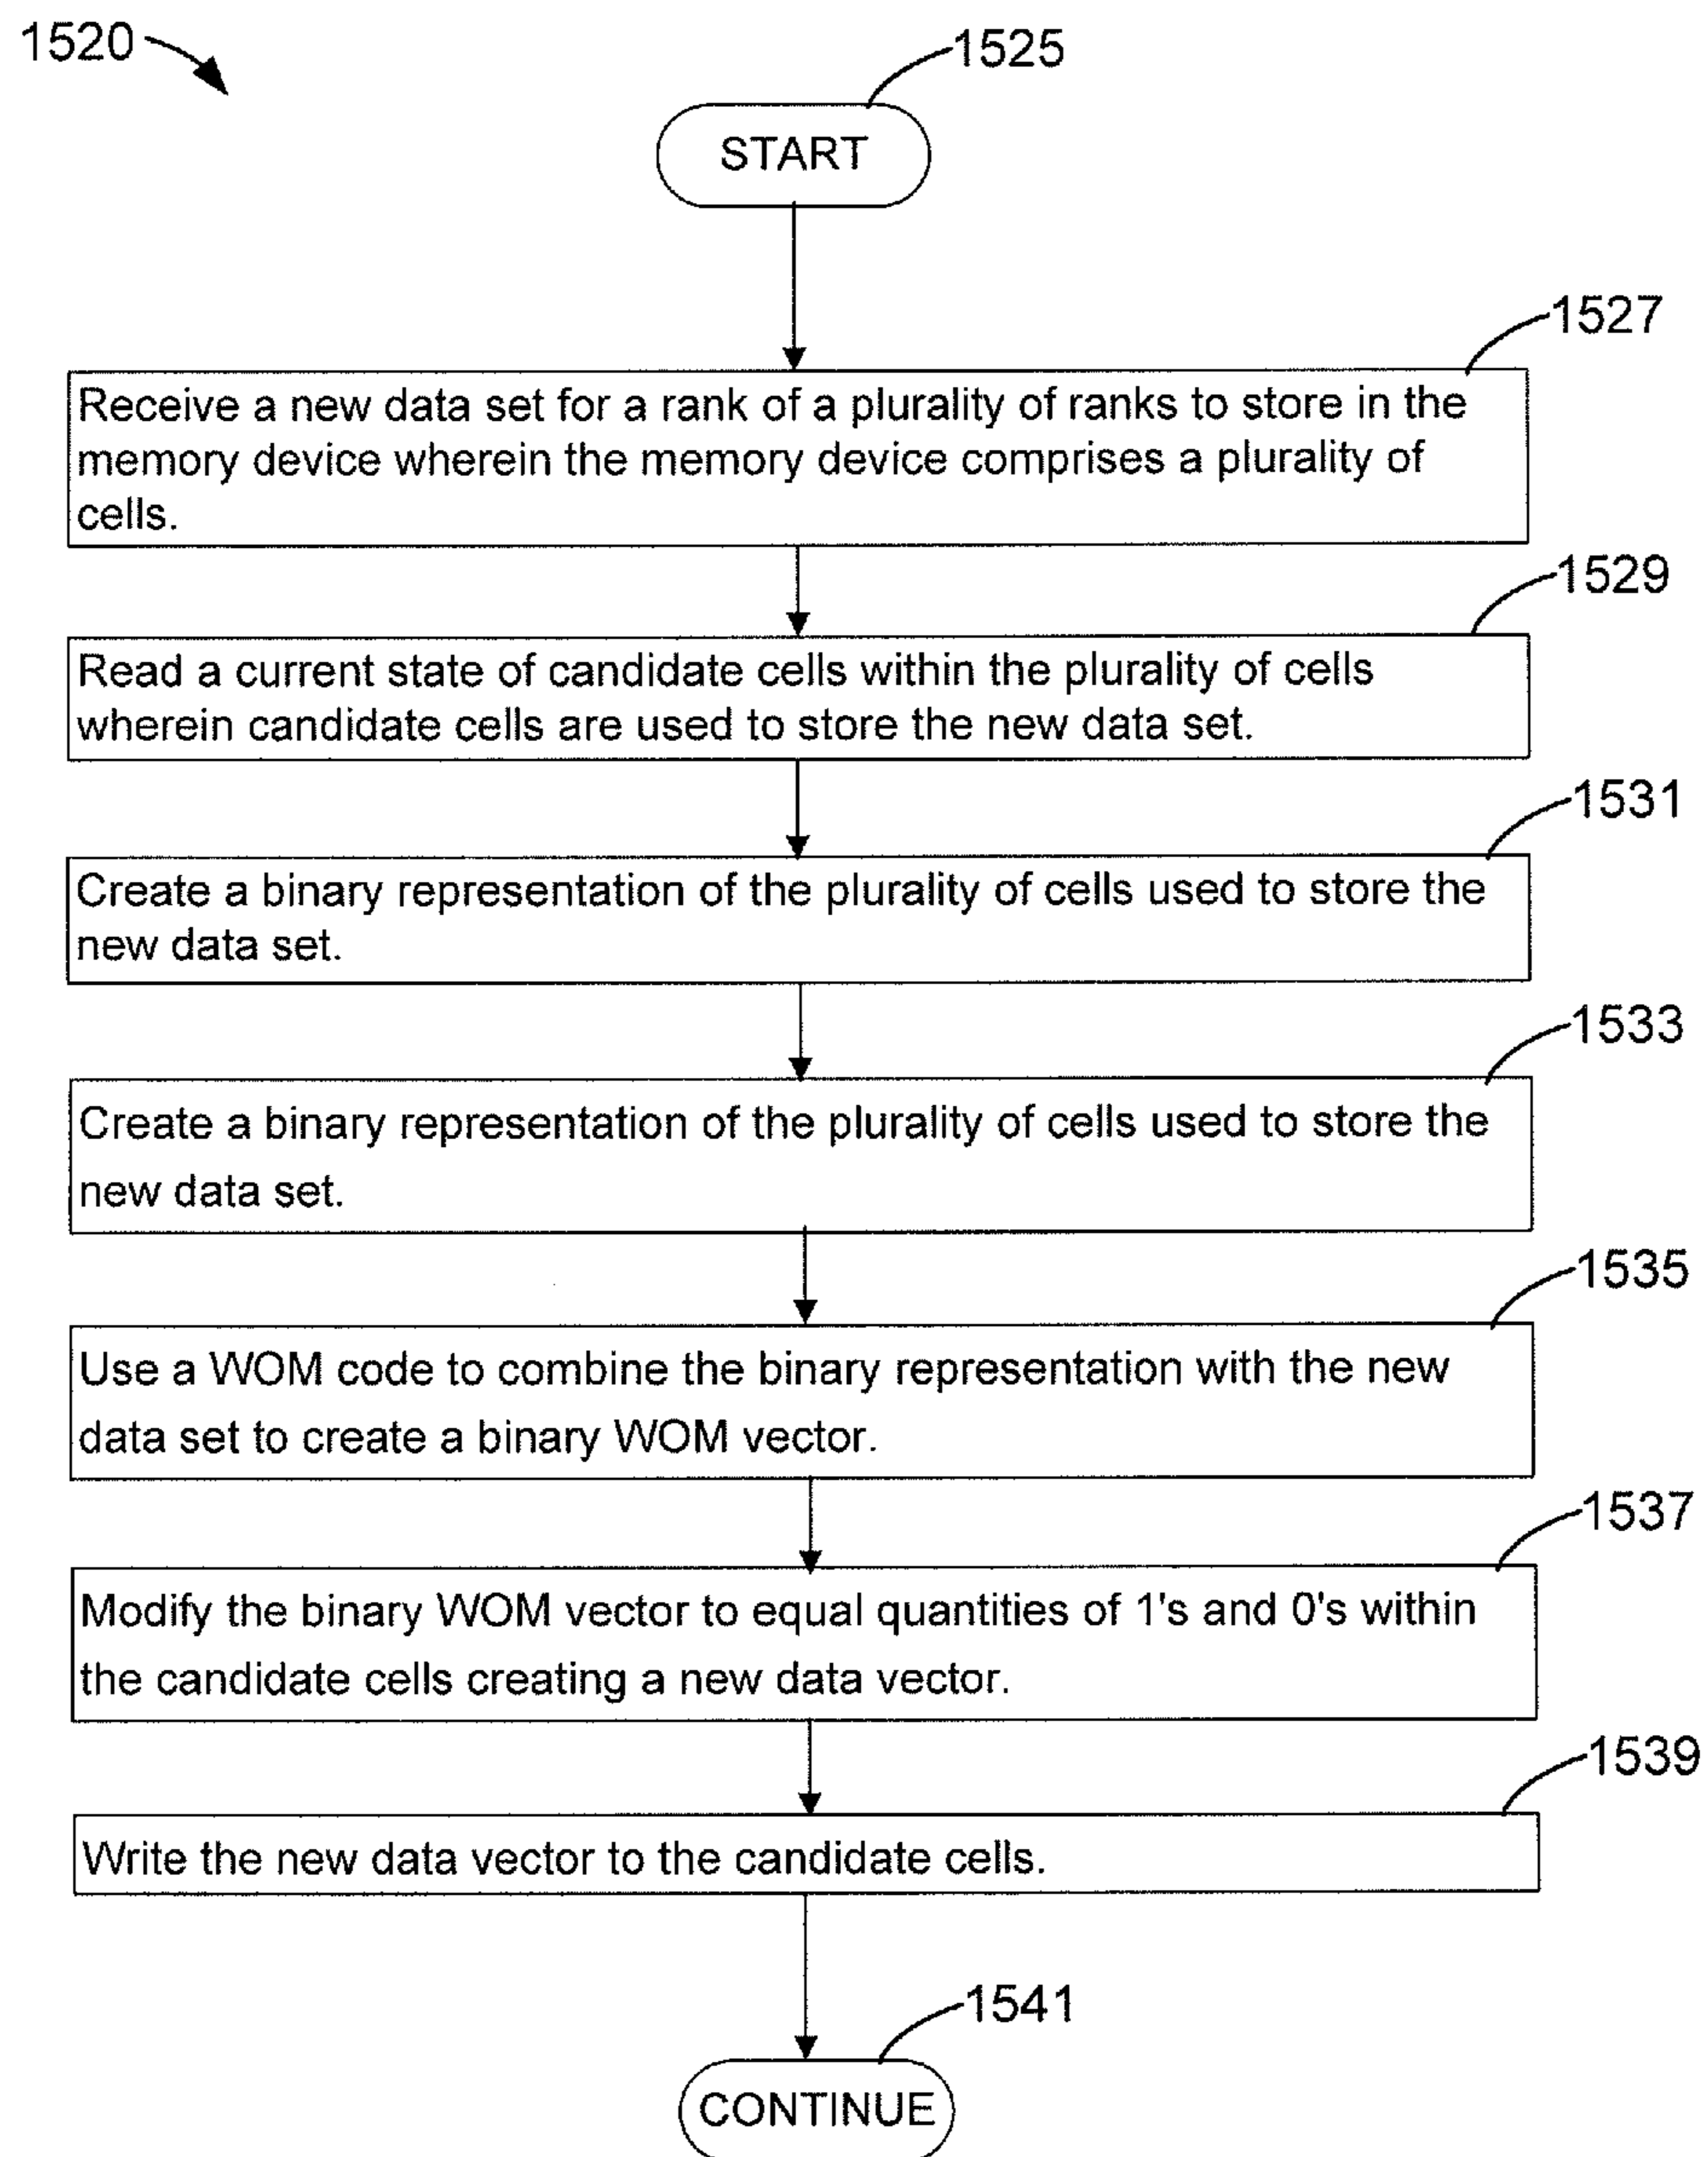 1520
1525
START
1527
Receive a new data set for a rank of a plurality of ranks to store in the
memory device wherein the memory device comprises a plurality of
cells.
1529
Read a current state of candidate cells within the plurality of cells
wherein candidate cells are used to store the new data set.
1531
Create a binary representation of the plurality of cells used to store the
new data set.
1533
Create a binary representation of the plurality of cells used to store the
new data set.
1535
Use a WOM code to combine the binary representation with the new
data set to create a binary WOM vector.
1537
Modify the binary WOM vector to equal quantities of 1's and 0's within
the candidate cells creating a new data vector.
1539
Write the new data vector to the candidate cells.
1541
CONTINUE